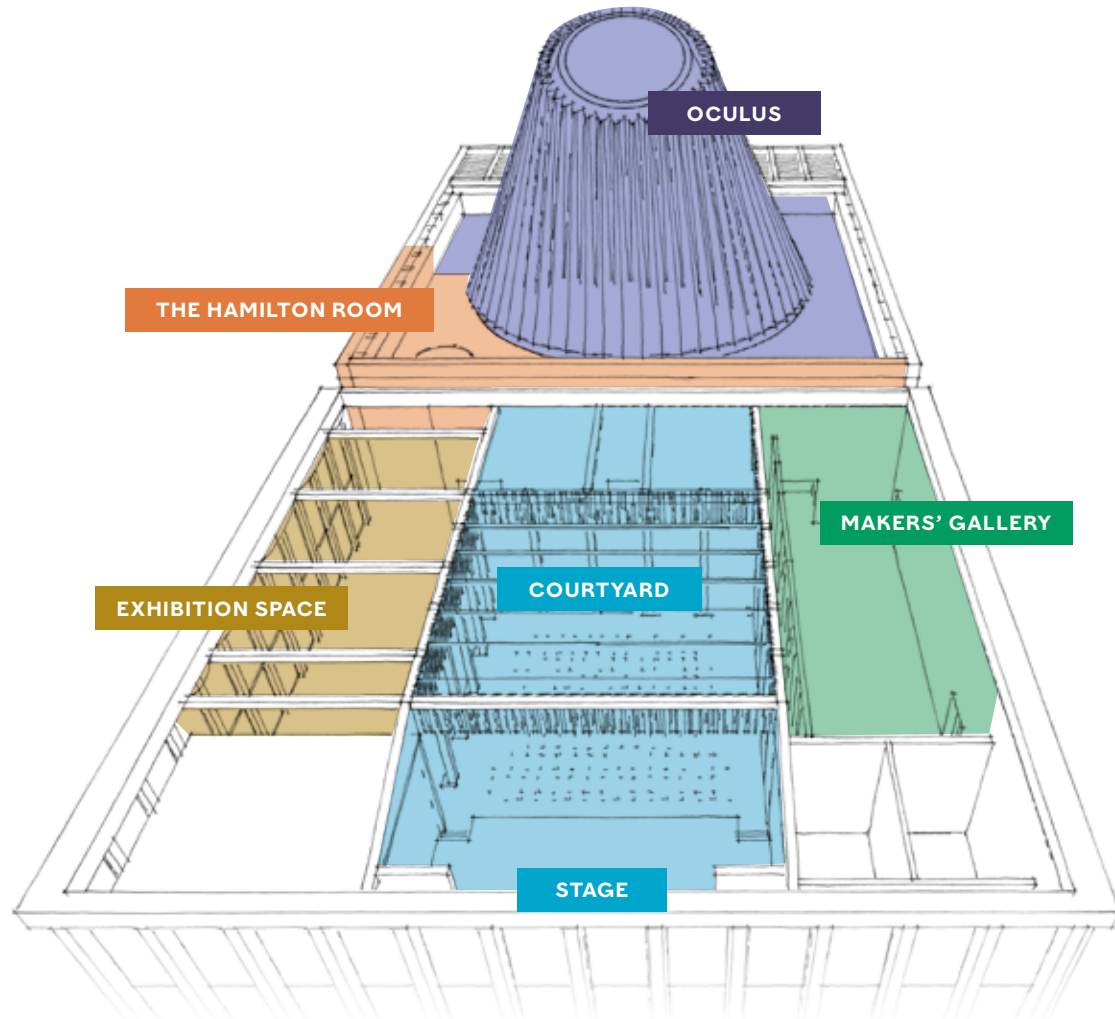 OCULUS
THE HAMILTON ROOM
MAKERS’ GALLERY
COURTYARD
EXHIBITION SPACE
STAGE